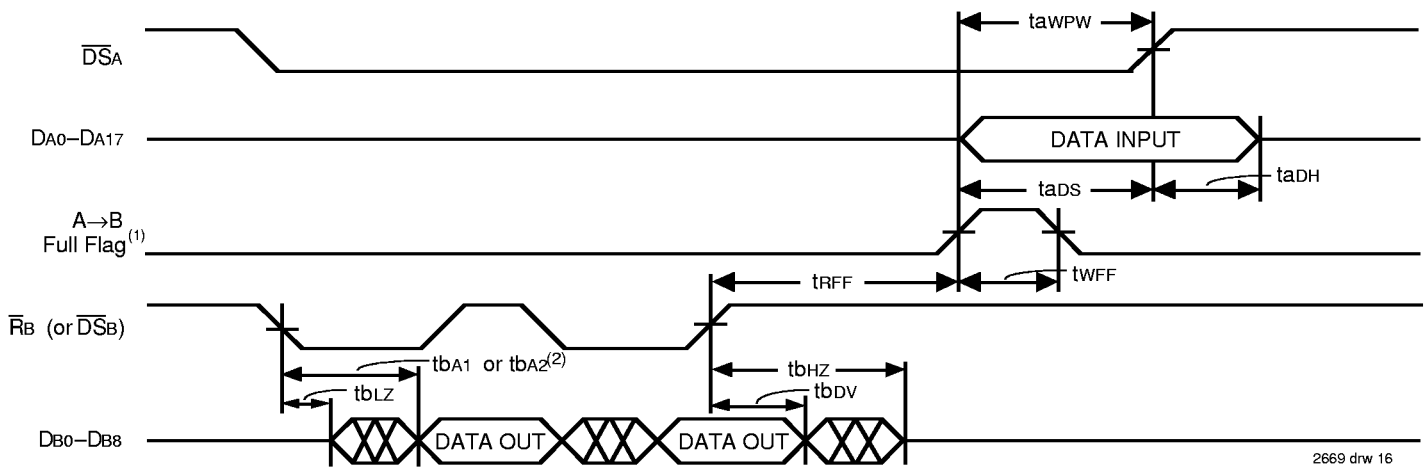 taWPW
DSA
DA0–DA17
DATA INPUT
taDS
taDH
A→B
Full Flag(1)
tRFF
tWFF
RB (or DSB)
tbA1 or tbA2(2)
tbHZ
tbLZ
tbDV
DB0–DB8
DATA OUT
DATA OUT
2669 drw 16